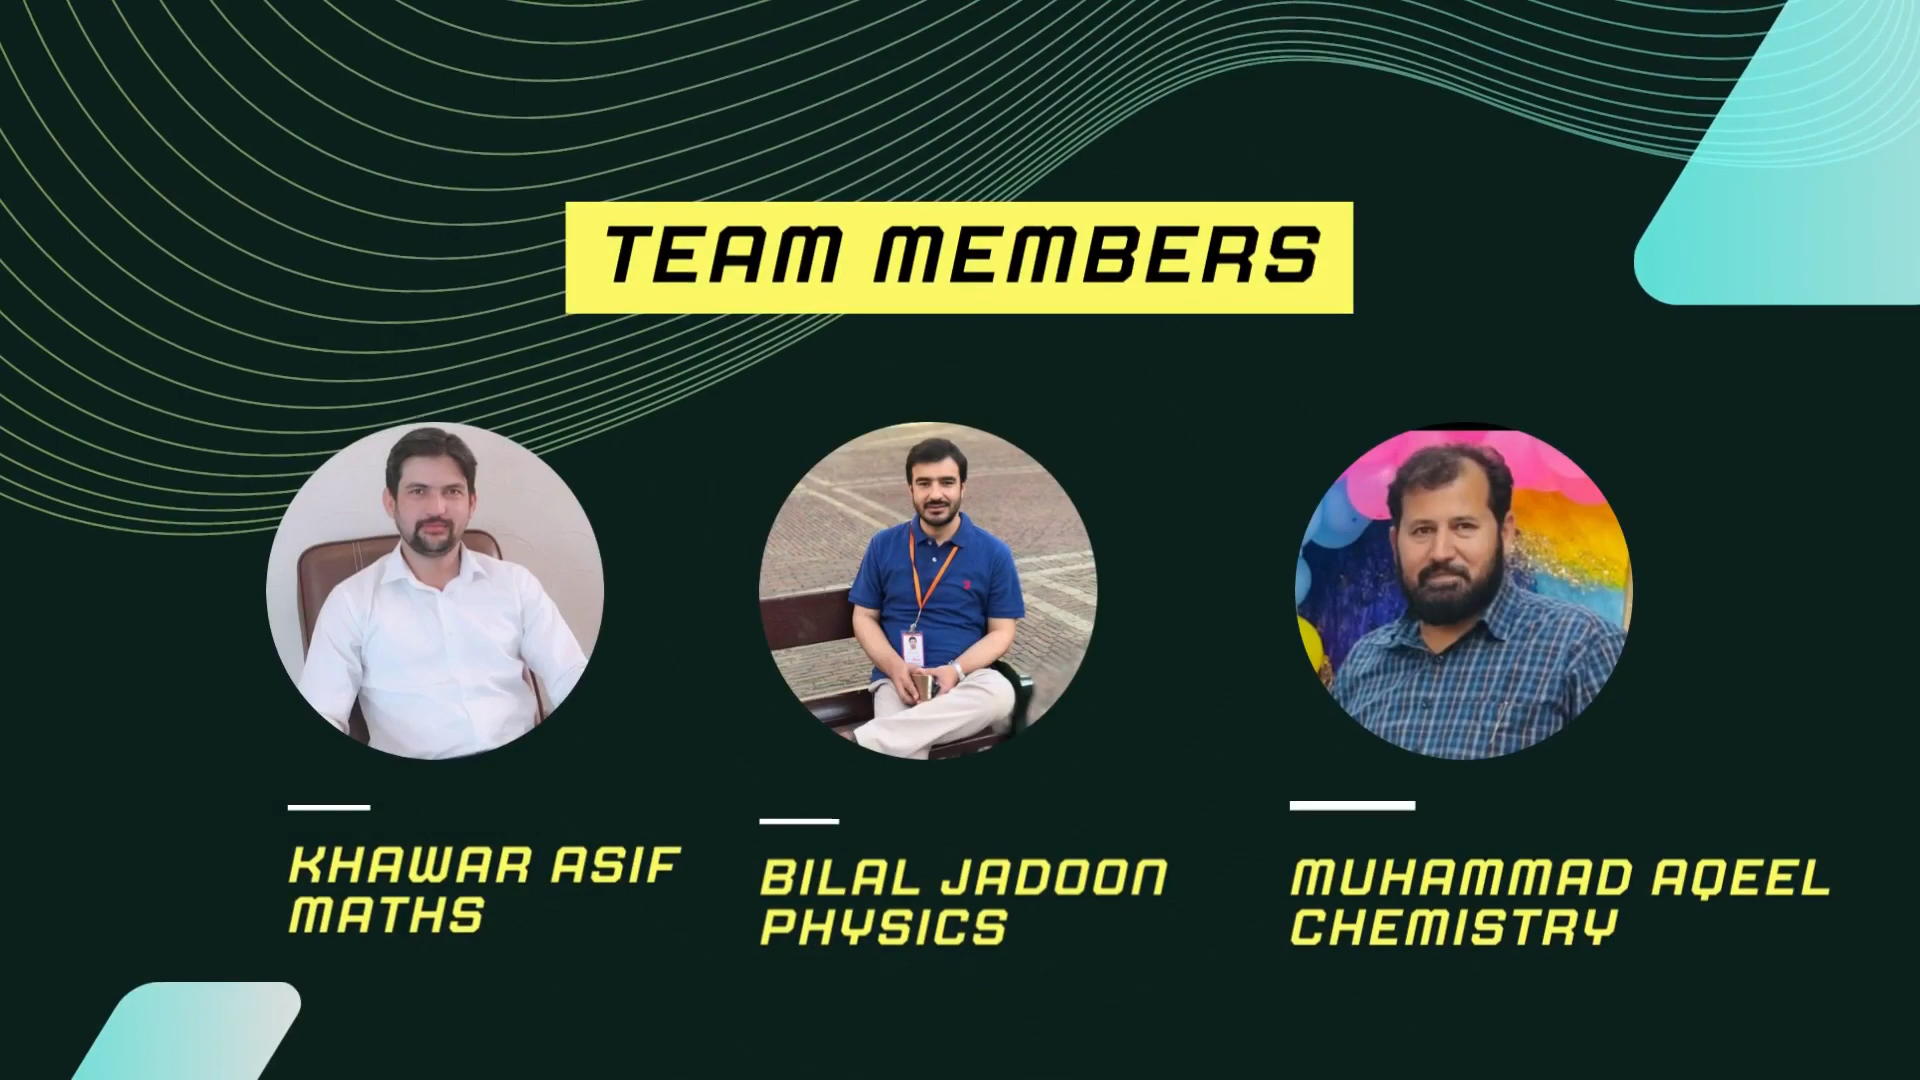 TEAM MEMBERS
KHAWAR ASIF
MATHS
BILAL JADOON
PHYSICS
MUHAMMAD AQEEL
CHEMISTRY